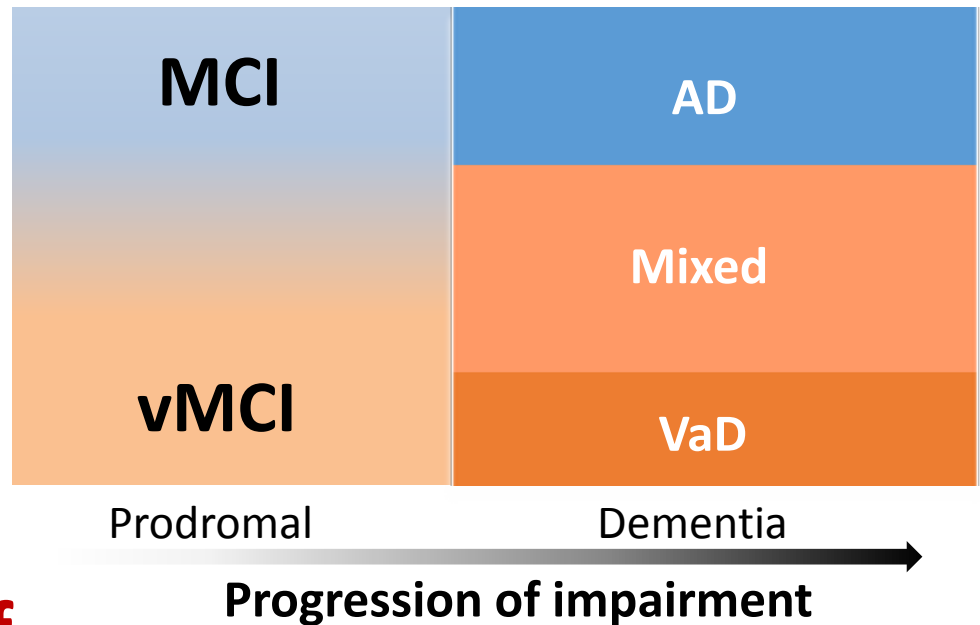 MCI
AD
Mixed
vMCI
VaD
Prodromal Dementia
Progression of impairment
f